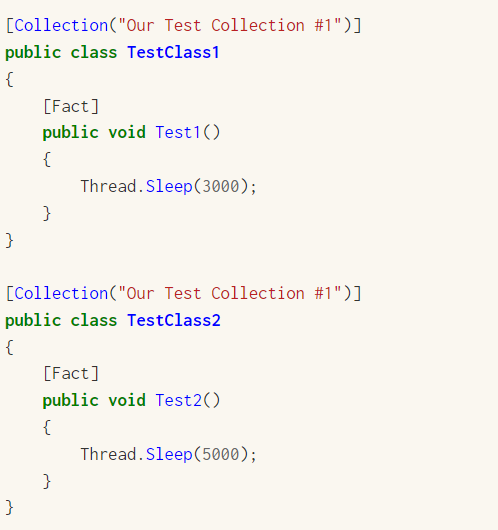 [Collection("Our Test Collection #1")]
public class TestClass1
{
    [Fact]
    public void Test1()
    {
        Thread.Sleep(3000);
    }
}

[Collection("Our Test Collection #1")]
public class TestClass2
{
    [Fact]
    public void Test2()
    {
        Thread.Sleep(5000);
    }
}